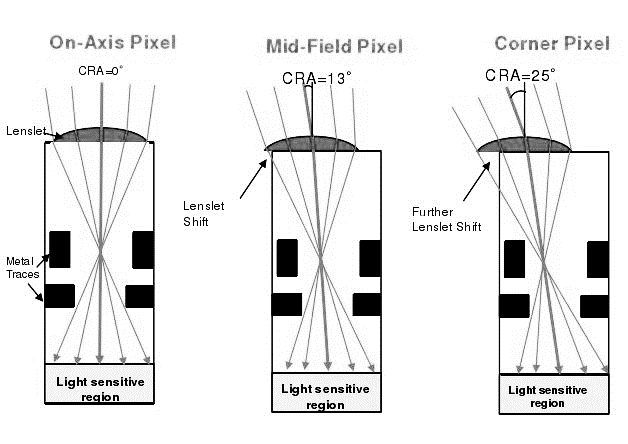 On-Axis Pixel
CRA=0°
Lenslet
Metal
Traces
Light sensitive
region
Mid-Field Pixel
CRA=13°
Lenslet
Shift
Light sensitive
region
Corner Pixel
CRA=25°
Further
Lenslet Shift
Light sensitive
region